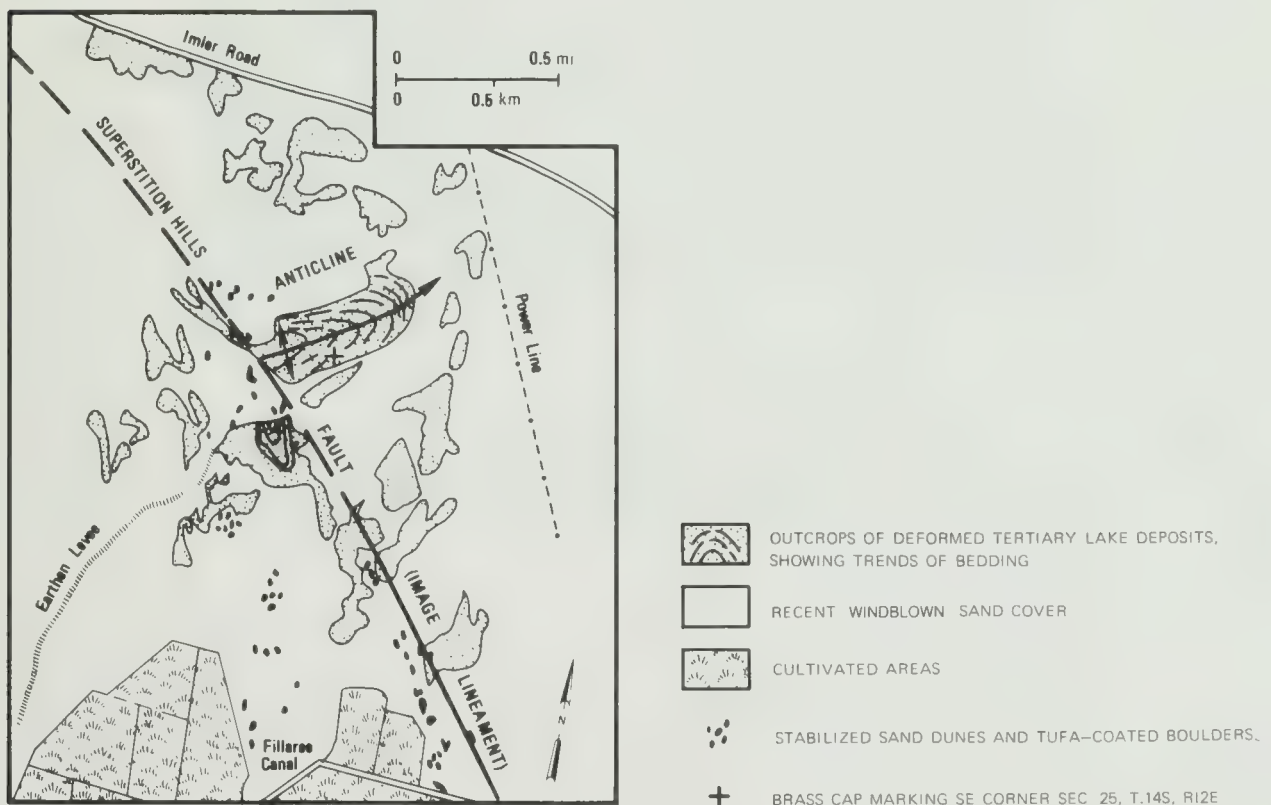 Imler Road
0 0.5 mi
0 0.5 km
SUPERSTITION HILLS
ANTICLINE
Power Line
FAULT
Earthen Levee
(IMAGE
LINEAMENT)
Fillaree
Canal
N
OUTCROPS OF DEFORMED TERTIARY LAKE DEPOSITS,
SHOWING TRENDS OF BEDDING
RECENT WINDBLOWN SAND COVER
CULTIVATED AREAS
STABILIZED SAND DUNES AND TUFA-COATED BOULDERS.
BRASS CAP MARKING SE CORNER SEC 25, T.14S, R12E